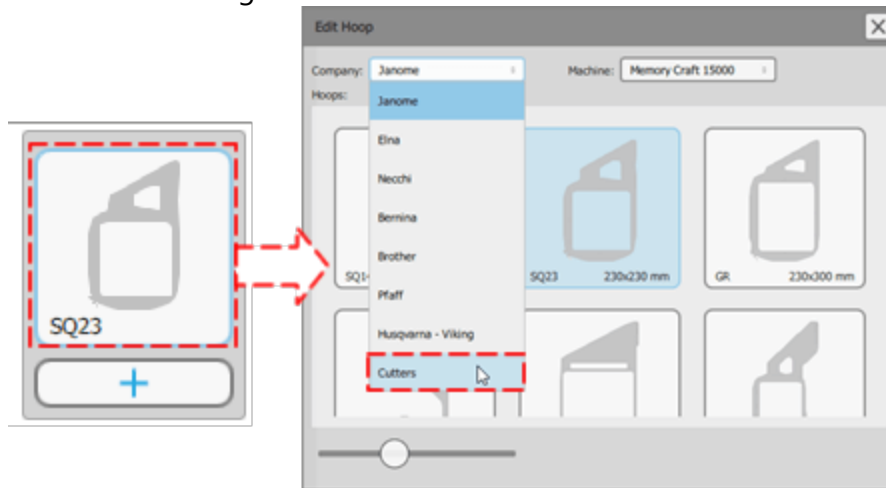 Edit Hoop
Company: Janome Machine: Memory Craft 15000
Hoops:
Janome
Elna
Necchi
Bernina
Brother
SQ23 230x230 mm GR 230x300 mm
Pfaff
SQ23
Husqvarna - Viking
Cutters